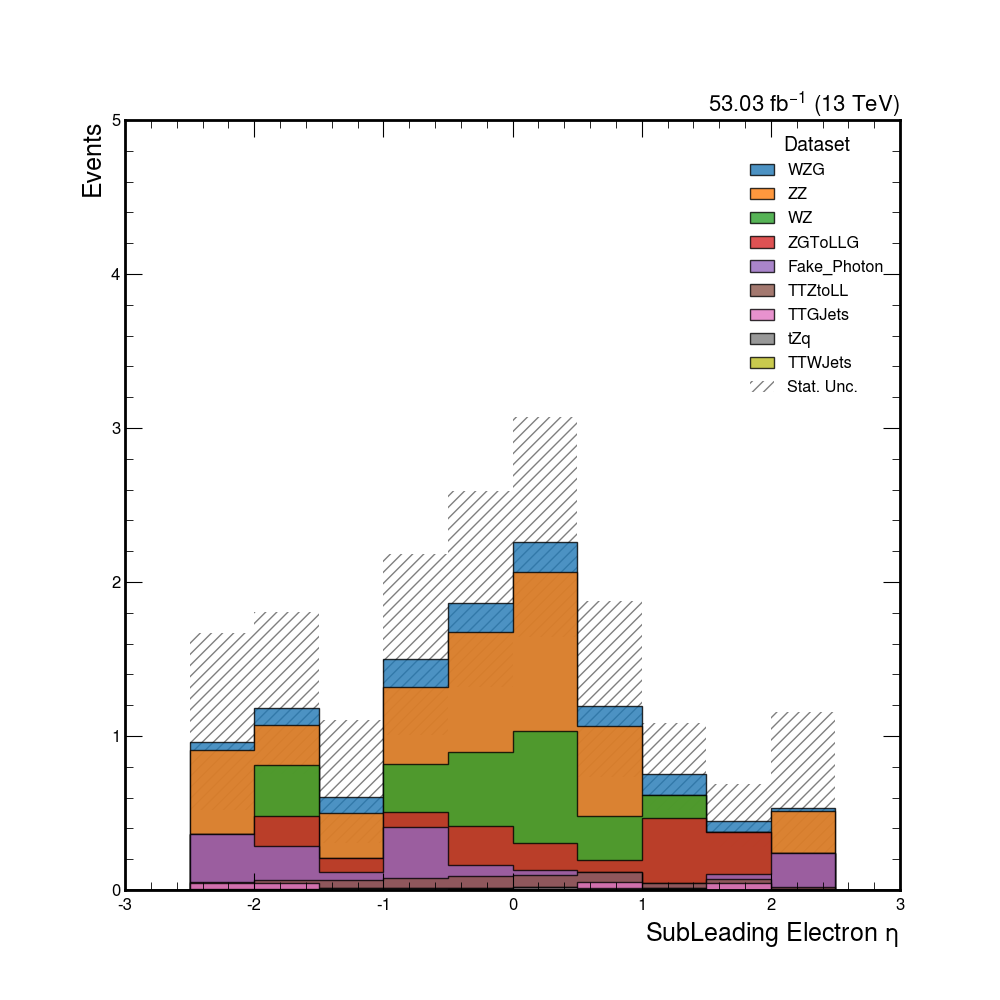 53.03 fb⁻¹ (13 TeV)
Events
5
4
3
2
1
0
-3 -2 -1 0 1 2 3
SubLeading Electron η
Dataset
WZG
ZZ
WZ
ZGToLLG
Fake_Photon
TTZtoLL
TTGJets
tZq
TTWJets
Stat. Unc.